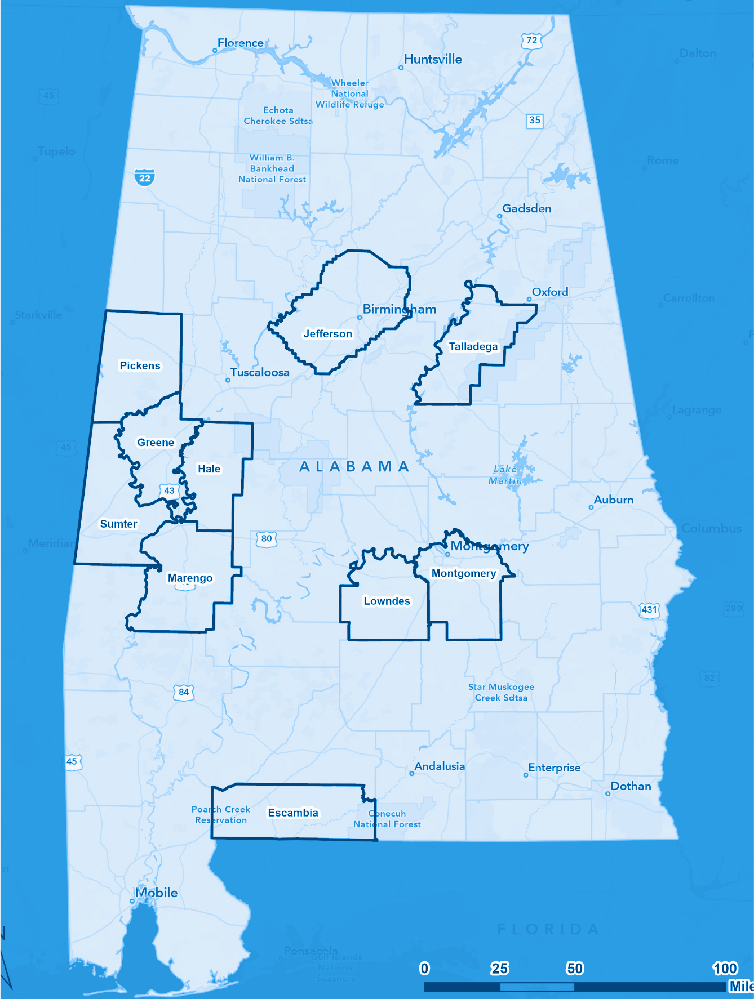 Florence
72
Dalton
Huntsville
Wheeler
National
Wildlife Refuge
45
Echota
Cherokee Sdtsa
35
Tupelo
William B.
Bankhead
National Forest
Rome
22
Gadsden
Oxford
Carrollton
Birmingham
Starkville
Jefferson
Talladega
Pickens
Tuscaloosa
Lagrange
Greene
45
ALABAMA
Hale
Lake
Martin
43
Auburn
Sumter
Columbus
80
Meridian
Montgomery
Montgomery
Marengo
Lowndes
431
280
82
84
Star Muskogee
Creek Sdtsa
45
Andalusia
Enterprise
Dothan
Poarch Creek
Reservation
Escambia
Conecuh
National Forest
Mobile
FLORIDA
N
Pensacola
Gulf Islands
National
Seashore
0 25 50 100
Mile